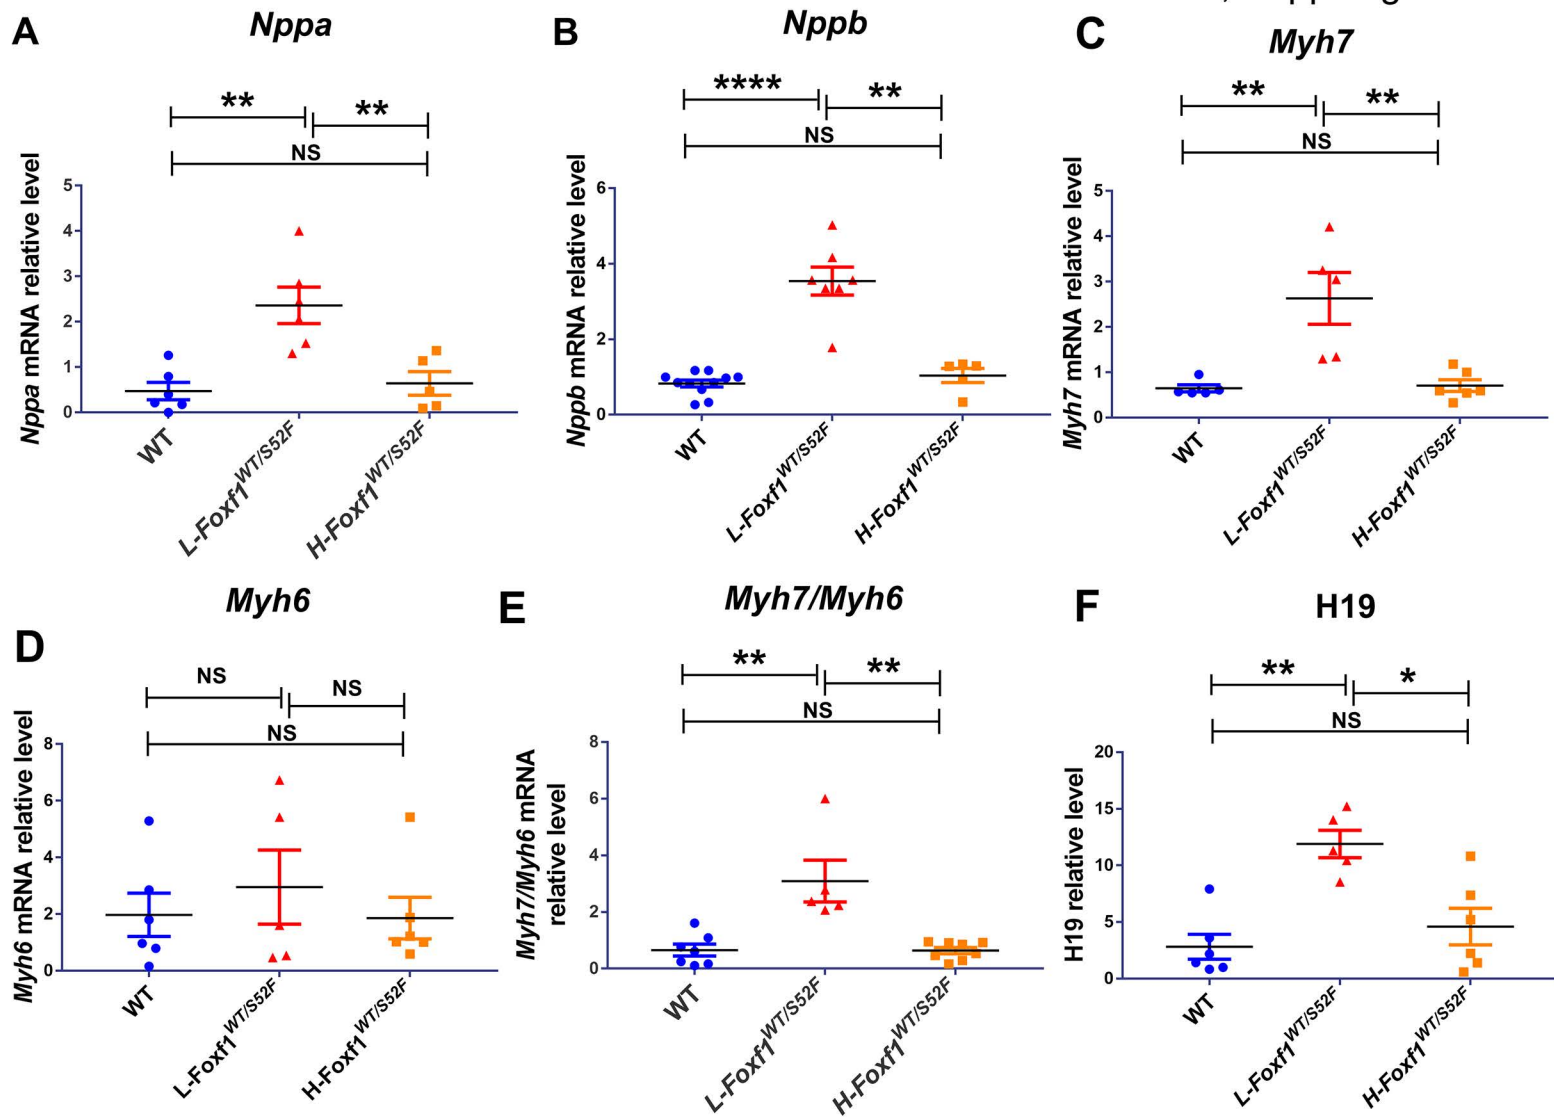 A
Nppa
**
**
NS
Nppa mRNA relative level
5
4
3
2
1
0
WT
L-Foxf1WT/S52F
H-Foxf1WT/S52F
B
Nppb
****
**
NS
Nppb mRNA relative level
6
4
2
0
WT
L-Foxf1WT/S52F
H-Foxf1WT/S52F
C
Myh7
**
**
NS
Myh7 mRNA relative level
5
4
3
2
1
0
WT
L-Foxf1WT/S52F
H-Foxf1WT/S52F
D
Myh6
NS
NS
NS
Myh6 mRNA relative level
8
6
4
2
0
WT
L-Foxf1WT/S52F
H-Foxf1WT/S52F
E
Myh7/Myh6
**
**
NS
Myh7/Myh6 mRNA
relative level
8
6
4
2
0
WT
L-Foxf1WT/S52F
H-Foxf1WT/S52F
F
H19
**
*
NS
H19 relative level
20
15
10
5
0
WT
L-Foxf1WT/S52F
H-Foxf1WT/S52F